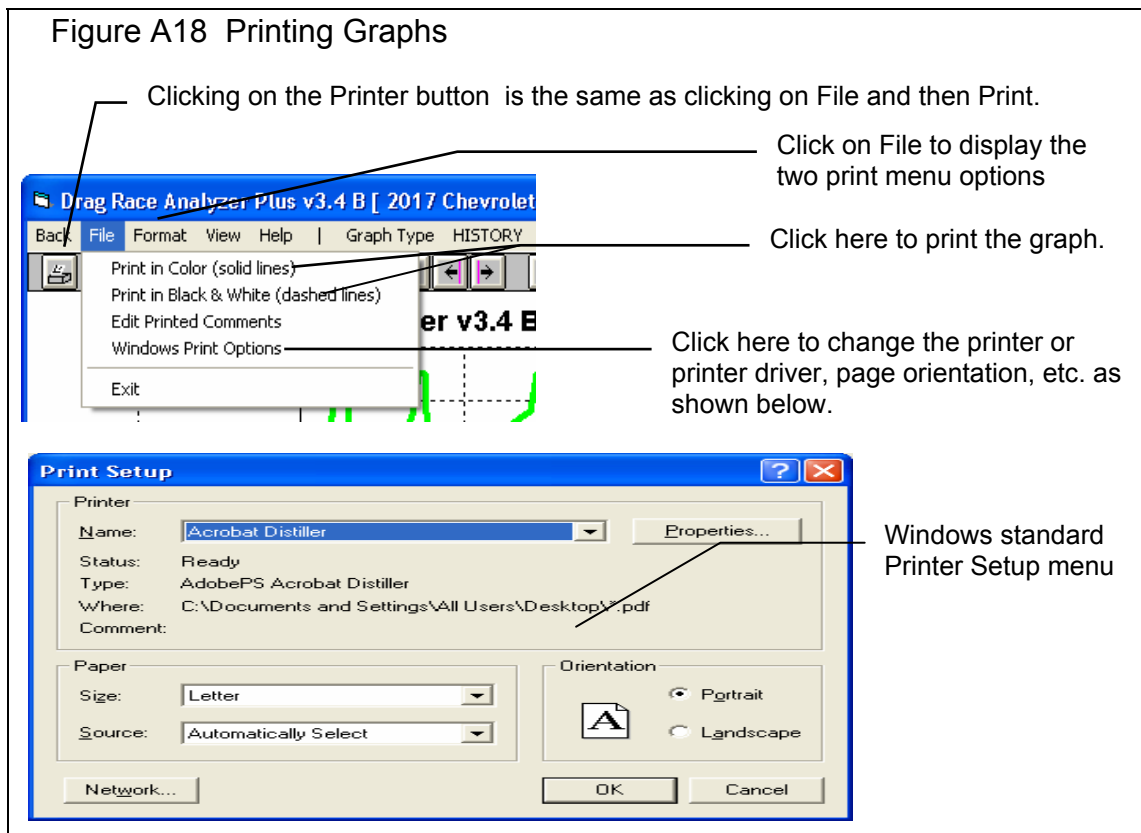 Figure A18 Printing Graphs
Clicking on the Printer button is the same as clicking on File and then Print.
Click on File to display the
two print menu options
Drag Race Analyzer Plus v3.4 B [ 2017 Chevrolet
Back File Format View Help | Graph Type HISTORY
Click here to print the graph.
Print in Color (solid lines)
Print in Black & White (dashed lines)
Edit Printed Comments
Windows Print Options
Exit
er v3.4 B
Click here to change the printer or
printer driver, page orientation, etc. as
shown below.
Print Setup
Printer
Name: Acrobat Distiller Properties...
Status: Ready
Type: AdobePS Acrobat Distiller
Where: C:\Documents and Settings\All Users\Desktop\*.pdf
Comment:
Windows standard
Printer Setup menu
Paper
Size: Letter
Source: Automatically Select
Orientation
A
Portrait
Landscape
Network...
OK
Cancel